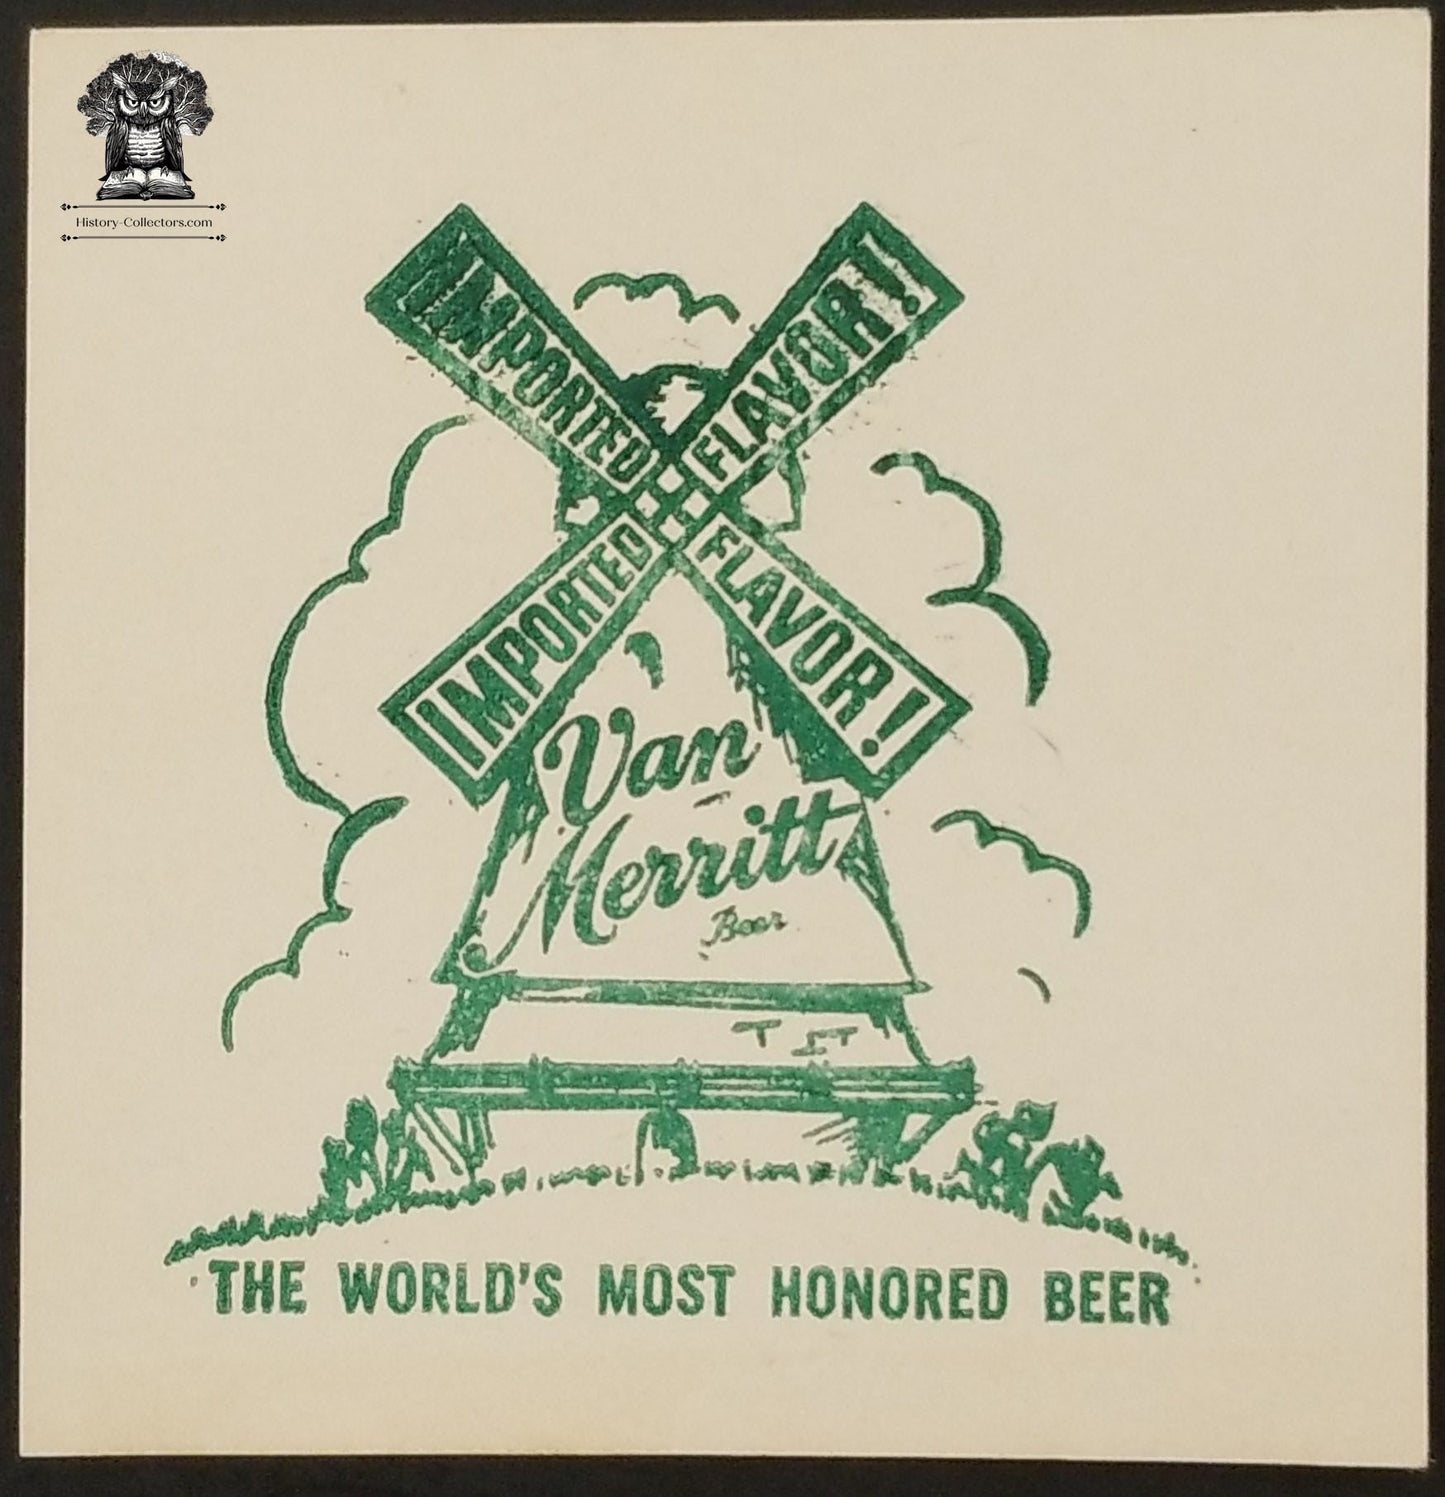 History-Collectors.com
IMPORTED
FLAVOR!
IMPORTED
FLAVOR!
Van
Merritt
Beer
THE WORLD'S MOST HONORED BEER